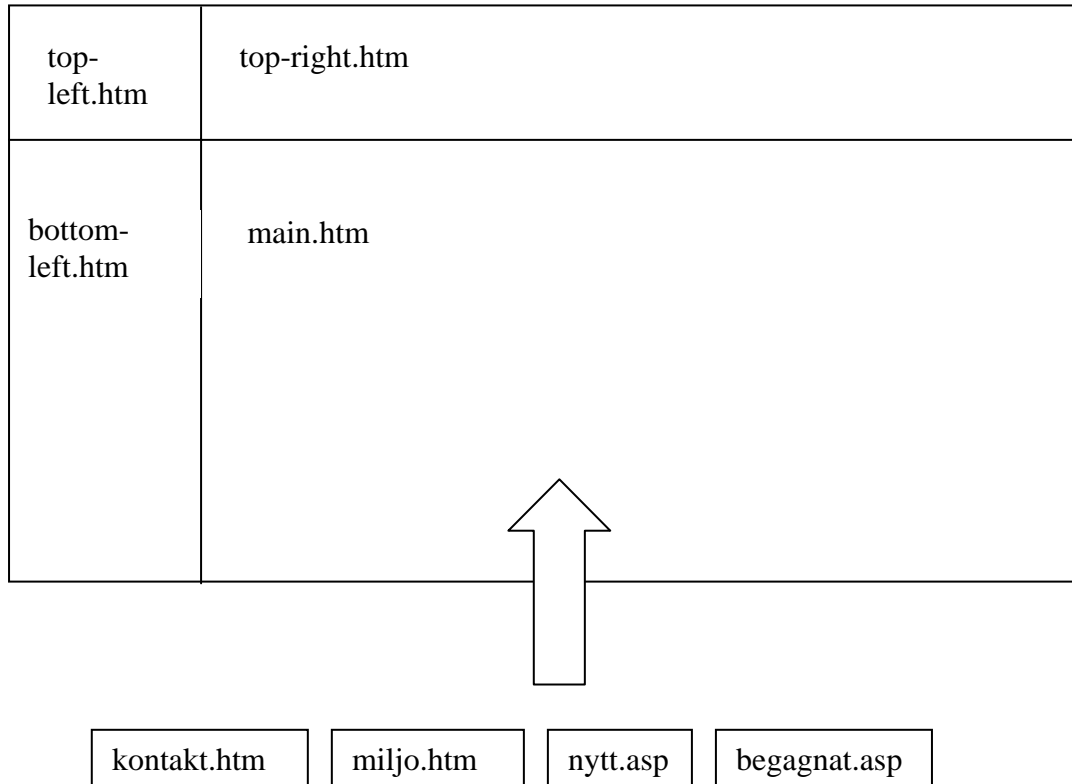 top-
left.htm
top-right.htm
bottom-
left.htm
main.htm
kontakt.htm
miljo.htm
nytt.asp
begagnat.asp